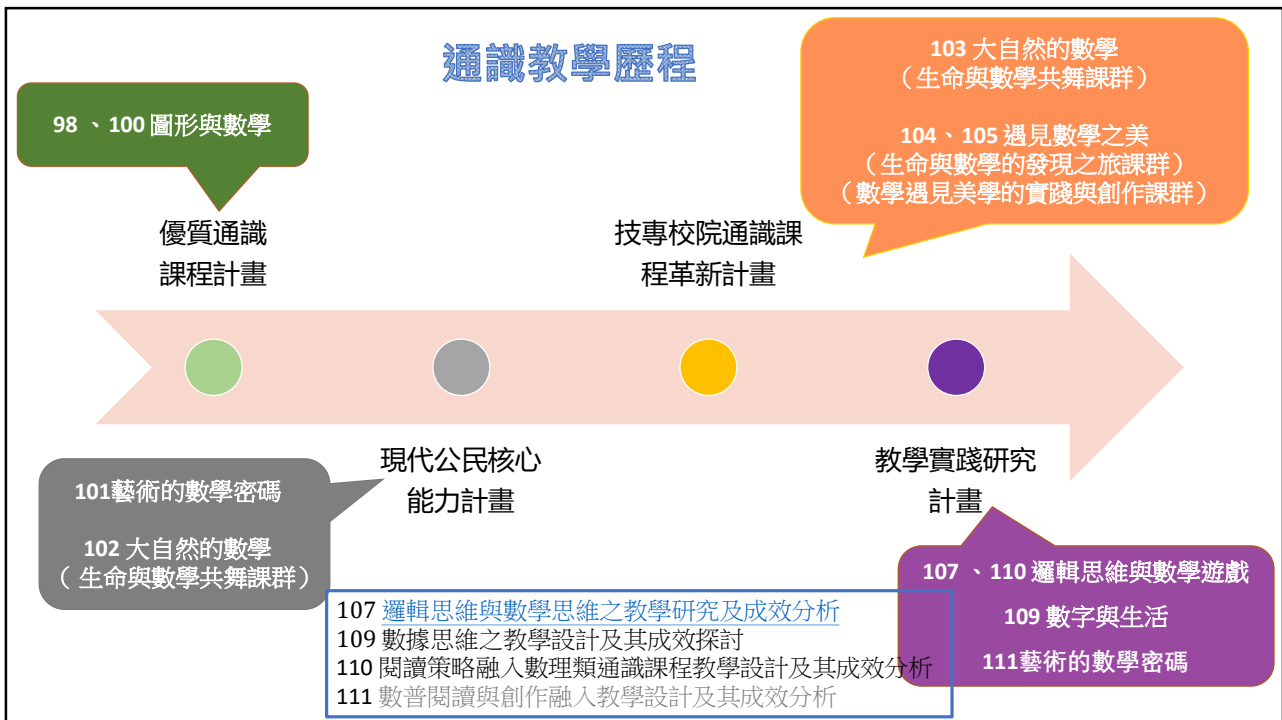 通識教學歷程
98 、100 圖形與數學
優質通識
課程計畫
103 大自然的數學
（生命與數學共舞課群）
104、105 遇見數學之美
（生命與數學的發現之旅課群）
（數學遇見美學的實踐與創作課群）
技專校院通識課
程革新計畫
現代公民核心
能力計畫
101藝術的數學密碼
102 大自然的數學
（ 生命與數學共舞課群）
教學實踐研究
計畫
107 、110 邏輯思維與數學遊戲
109 數字與生活
111藝術的數學密碼
107 邏輯思維與數學思維之教學研究及成效分析
109 數據思維之教學設計及其成效探討
110 閱讀策略融入數理類通識課程教學設計及其成效分析
111 數普閱讀與創作融入教學設計及其成效分析